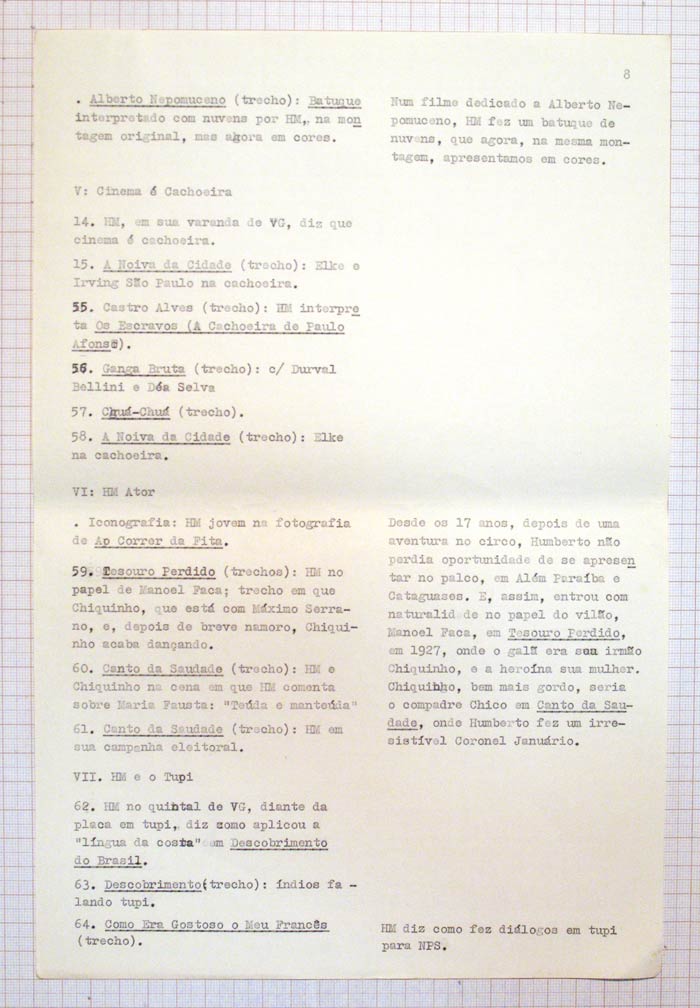 8
. Alberto Nepomuceno (trecho): Batuque
interpretado com nuvens por HM,, na mon
tagem original, mas agora em cores.
Num filme dedicado a Alberto Ne-
pomuceno, HM fez um batuque de
nuvens, que agora, na mesma mon-
tagem, apresentamos em cores.
V: Cinema é Cachoeira
14. HM, em sua varanda de VG, diz que
cinema é cachoeira.
15. A Noiva da Cidade (trecho): Elke e
Irving São Paulo na cachoeira.
55. Castro Alves (trecho): HM interpre
ta Os Escravos (A Cachoeira de Paulo
Afonso).
56. Ganga Bruta (trecho): c/ Durval
Bellini e Déa Selva
57. Chuá-Chuá (trecho).
58. A Noiva da Cidade (trecho): Elke
na cachoeira.
VI: HM Ator
. Iconografia: HM jovem na fotografia
de Ao Correr da Fita.
59. Tesouro Perdido (trechos): HM no
papel de Manoel Faca; trecho em que
Chiquinho, que está com Máximo Serra-
no, e, depois de breve namoro, Chiqui-
nho acaba dançando.
60. Canto da Saudade (trecho): HM e
Chiquinho na cena em que HM comenta
sobre Maria Fausta: "Teúda e manteúda"
61. Canto da Saudade (trecho): HM em
sua campanha eleitoral.
Desde os 17 anos, depois de uma
aventura no circo, Humberto não
perdia oportunidade de se apresen
tar no palco, em Além Paraíba e
Cataguases. E, assim, entrou com
naturalid de no papel do vilão,
Manoel Faca, em Tesouro Perdido,
em 1927, onde o galã era seu irmão
Chiquinho, e a heroína sua mulher.
Chiquinho, bem mais gordo, seria
o compadre Chico em Canto da Sau-
dade, onde Humberto fez um irre-
sistível Coronel Januário.
VII. HM e o Tupi
62. HM no quintal de VG, diante da
placa em tupi, diz como aplicou a
"língua da costa" em Descobrimento
do Brasil.
63. Descobrimento(trecho): índios fa -
lando tupi.
64. Como Era Gostoso o Meu Francês
(trecho).
HM diz como fez diálogos em tupi
para NPS.